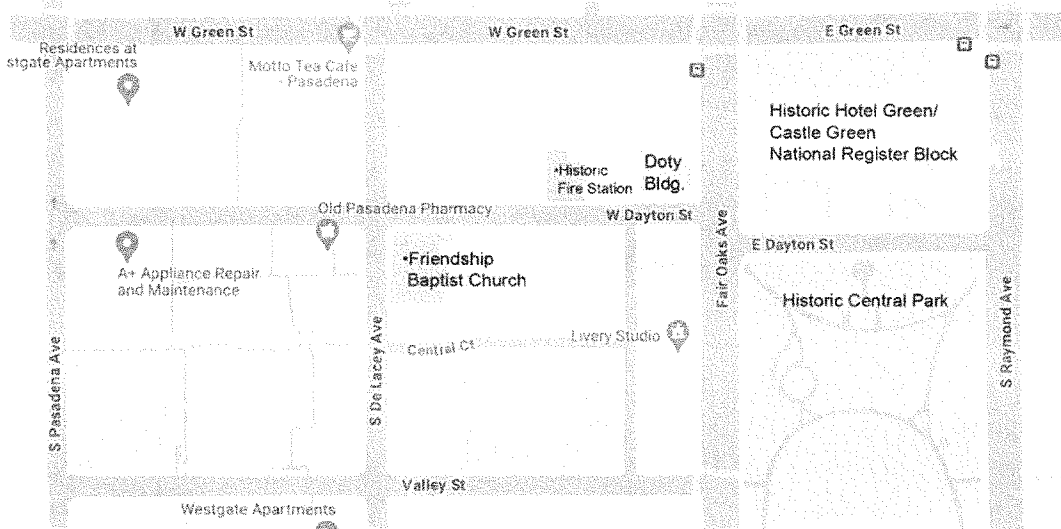 W Green St
W Green St
E Green St
Residences at
stgate Apartments
Motto Tea Cafe
- Pasadena
Historic Hotel Green/
Castle Green
National Register Block
•Historic
Fire Station
Doty
Bldg.
Old Pasadena Pharmacy
W Dayton St
E Dayton St
A+ Appliance Repair
and Maintenance
•Friendship
Baptist Church
Fair Oaks Ave
Historic Central Park
S Raymond Ave
S Pasadena Ave
S De Lacey Ave
Central Ct
Livery Studio
Valley St
Westgate Apartments